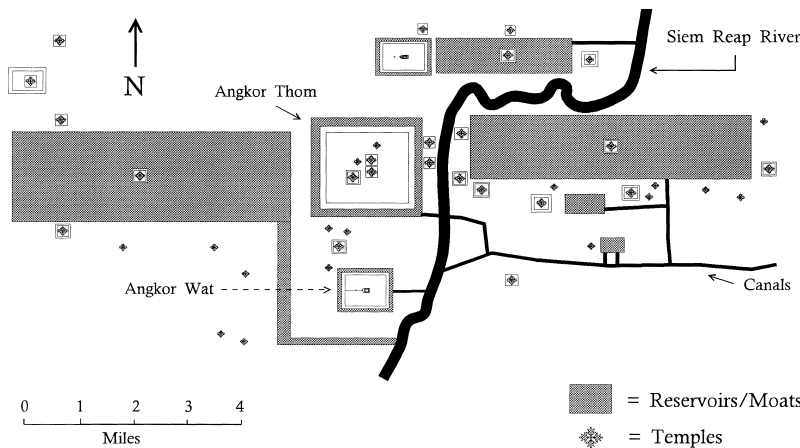 Siem Reap River
N
Angkor Thom
Angkor Wat
Canals
0 1 2 3 4
Miles
= Reservoirs/Moats
= Temples